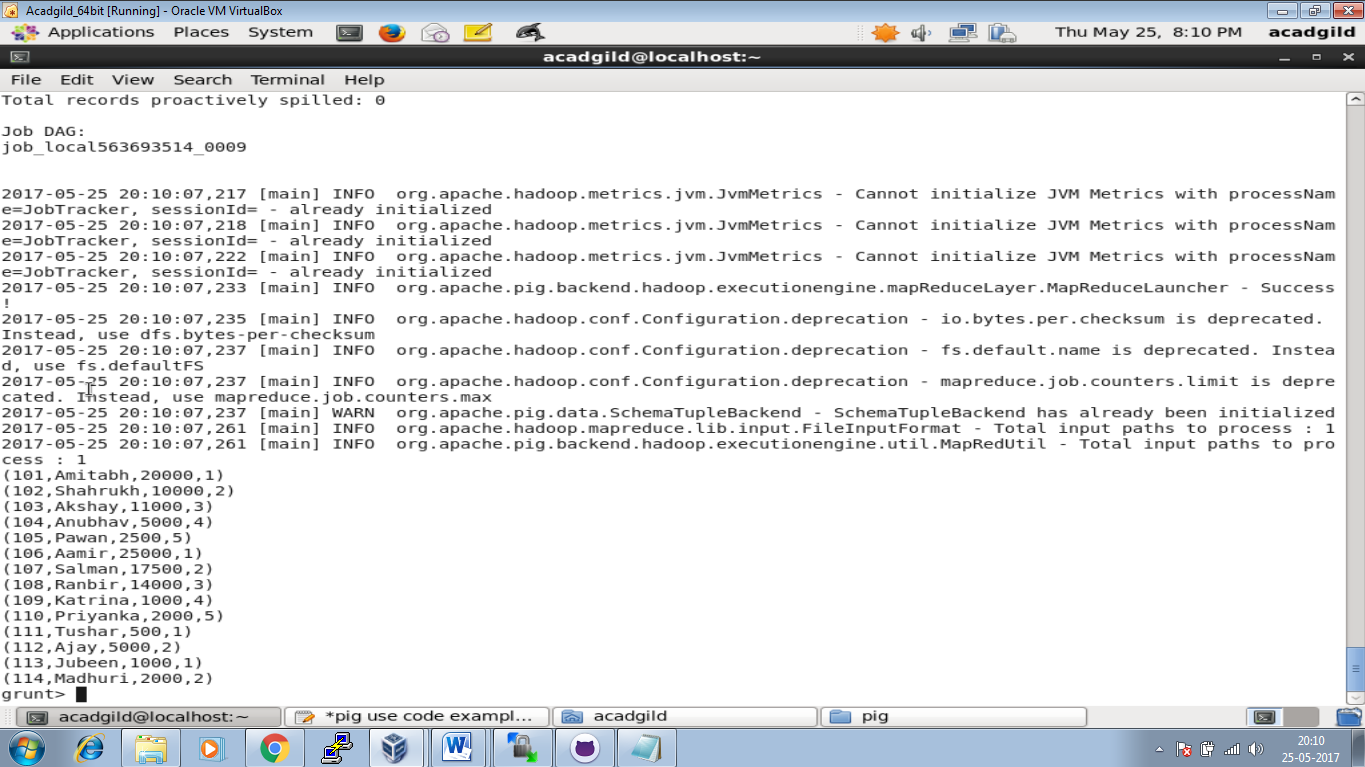 Acadgild_64bit [Running] - Oracle VM VirtualBox
Applications Places System Thu May 25, 8:10 PM acadgild
acadgild@localhost:~
File Edit View Search Terminal Help
Total records proactively spilled: 0
Job DAG:
job_local563693514_0009
2017-05-25 20:10:07,217 [main] INFO  org.apache.hadoop.metrics.jvm.JvmMetrics - Cannot initialize JVM Metrics with processNam
e=JobTracker, sessionId= - already initialized
2017-05-25 20:10:07,218 [main] INFO  org.apache.hadoop.metrics.jvm.JvmMetrics - Cannot initialize JVM Metrics with processNam
e=JobTracker, sessionId= - already initialized
2017-05-25 20:10:07,222 [main] INFO  org.apache.hadoop.metrics.jvm.JvmMetrics - Cannot initialize JVM Metrics with processNam
e=JobTracker, sessionId= - already initialized
2017-05-25 20:10:07,233 [main] INFO  org.apache.pig.backend.hadoop.executionengine.mapReduceLayer.MapReduceLauncher - Success
!
2017-05-25 20:10:07,235 [main] INFO  org.apache.hadoop.conf.Configuration.deprecation - io.bytes.per.checksum is deprecated.
Instead, use dfs.bytes-per-checksum
2017-05-25 20:10:07,237 [main] INFO  org.apache.hadoop.conf.Configuration.deprecation - fs.default.name is deprecated. Instea
d, use fs.defaultFS
2017-05-25 20:10:07,237 [main] INFO  org.apache.hadoop.conf.Configuration.deprecation - mapreduce.job.counters.limit is depre
cated. Instead, use mapreduce.job.counters.max
2017-05-25 20:10:07,237 [main] WARN  org.apache.pig.data.SchemaTupleBackend - SchemaTupleBackend has already been initialized
2017-05-25 20:10:07,261 [main] INFO  org.apache.hadoop.mapreduce.lib.input.FileInputFormat - Total input paths to process : 1
2017-05-25 20:10:07,261 [main] INFO  org.apache.pig.backend.hadoop.executionengine.util.MapRedUtil - Total input paths to pro
cess : 1
(101,Amitabh,20000,1)
(102,Shahrukh,10000,2)
(103,Akshay,11000,3)
(104,Anubhav,5000,4)
(105,Pawan,2500,5)
(106,Aamir,25000,1)
(107,Salman,17500,2)
(108,Ranbir,14000,3)
(109,Katrina,1000,4)
(110,Priyanka,2000,5)
(111,Tushar,500,1)
(112,Ajay,5000,2)
(113,Jubeen,1000,1)
(114,Madhuri,2000,2)
grunt>
acadgild@localhost:~ *pig use code exampl... acadgild pig
20:10
25-05-2017